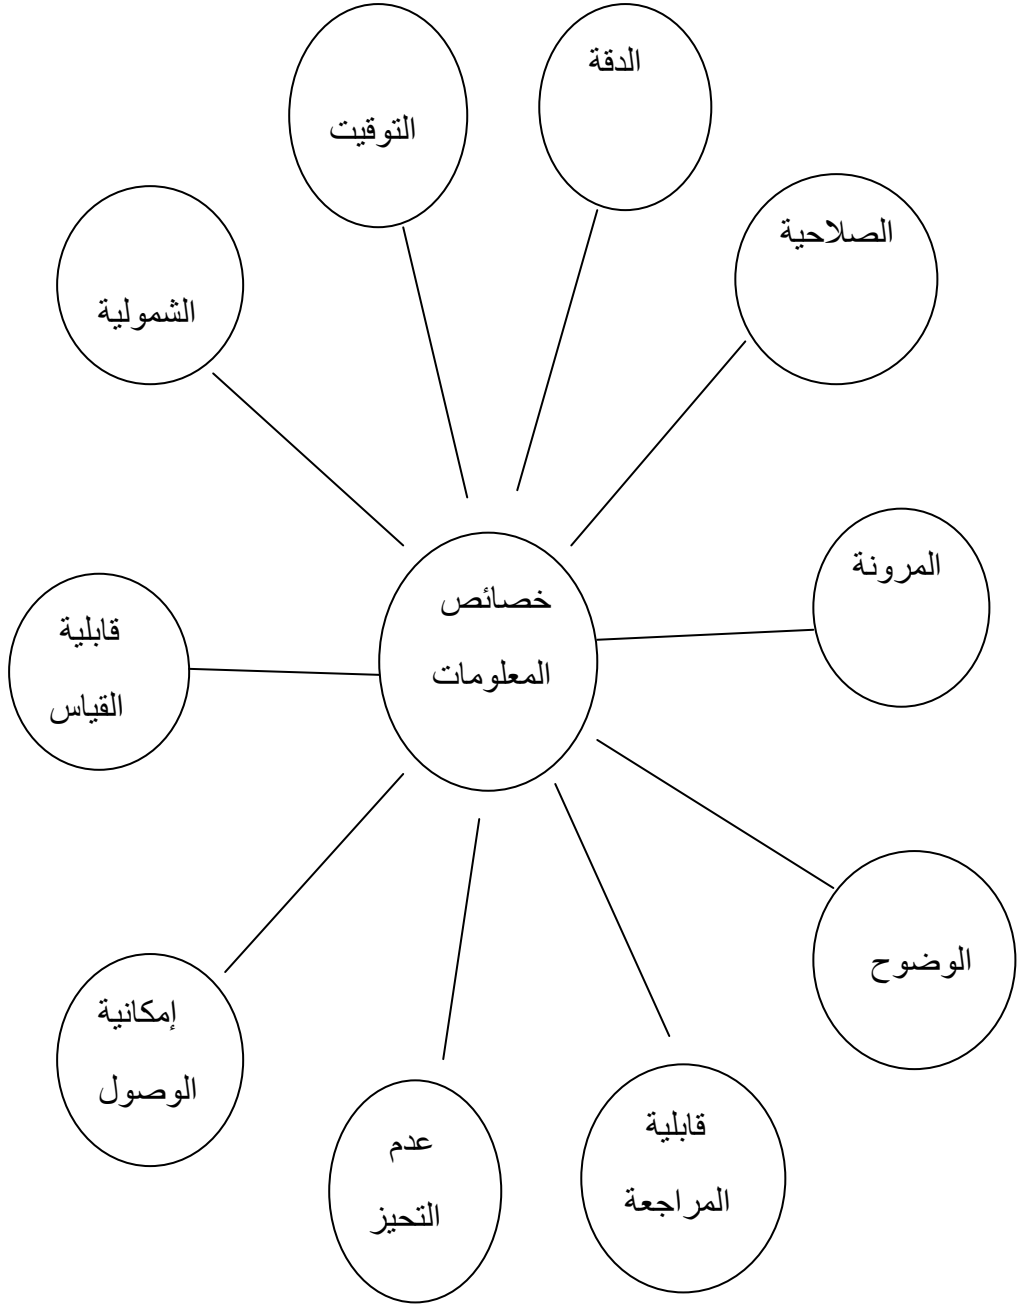 الدقة
التوقيت
الصلاحية
الشمولية
المرونة
خصائص
المعلومات
قابلية
القياس
الوضوح
إمكانية
الوصول
قابلية
المراجعة
عدم
التحيز